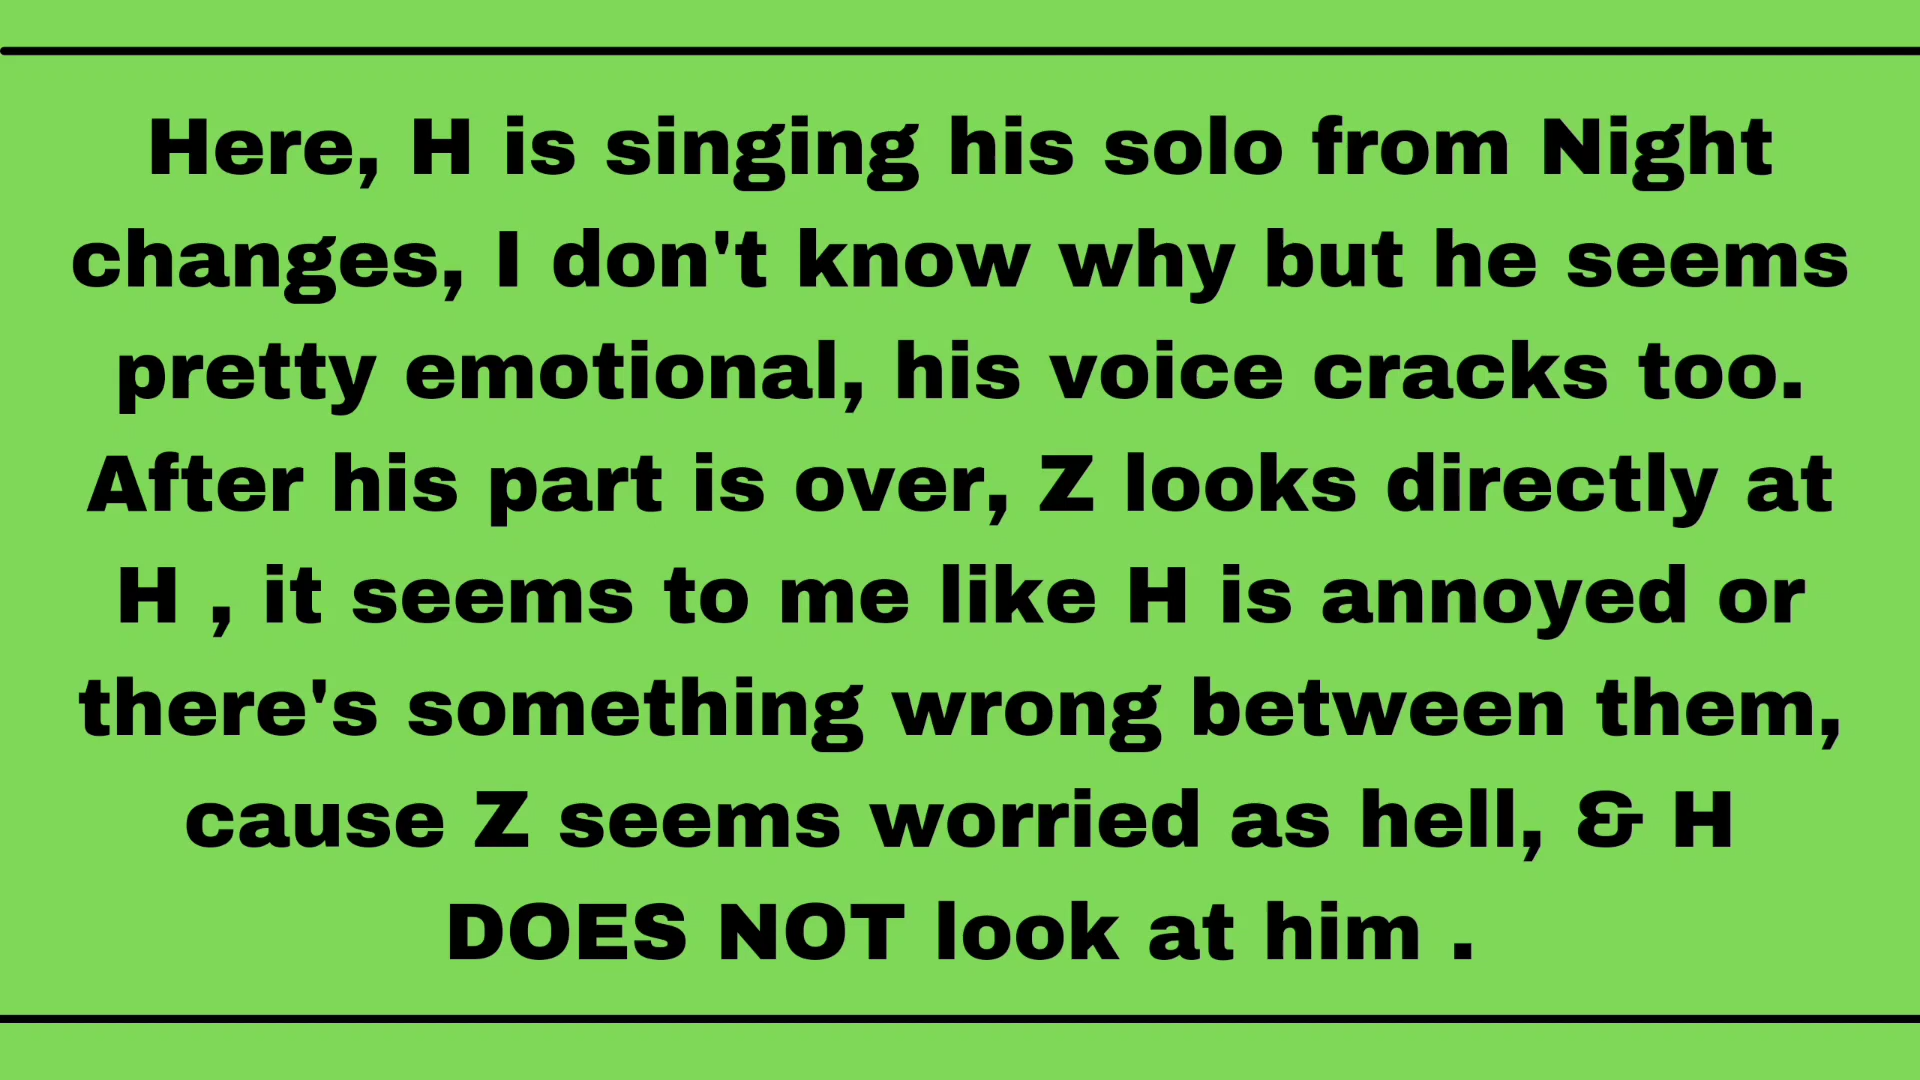 Here, H is singing his solo from Night
changes, I don't know why but he seems
pretty emotional, his voice cracks too.
After his part is over, Z looks directly at
H , it seems to me like H is annoyed or
there's something wrong between them,
cause Z seems worried as hell, & H
DOES NOT look at him .